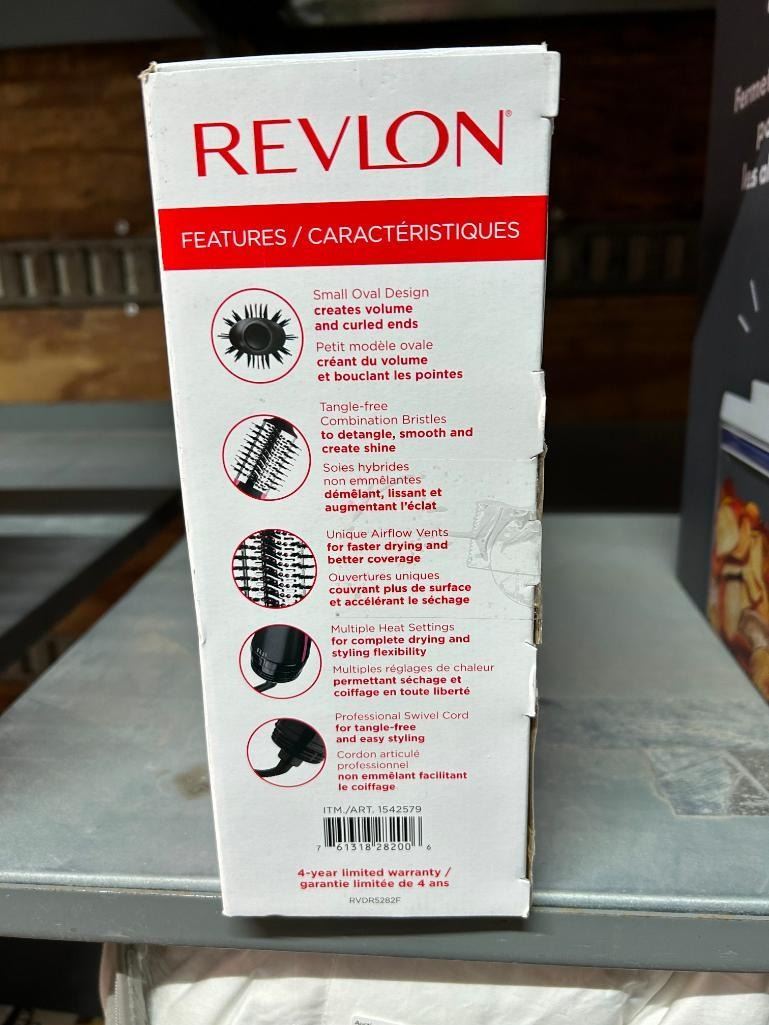 REVLON®
FEATURES / CARACTÉRISTIQUES
Small Oval Design
creates volume
and curled ends
Petit modèle ovale
créant du volume
et bouclant les pointes
Tangle-free
Combination Bristles
to detangle, smooth and
create shine
Soies hybrides
non emmêlantes
démêlant, lissant et
augmentant l'éclat
Unique Airflow Vents
for faster drying and
better coverage
Ouvertures uniques
couvrant plus de surface
et accélérant le séchage
Multiple Heat Settings
for complete drying and
styling flexibility
Multiples réglages de chaleur
permettant séchage et
coiffage en toute liberté
Professional Swivel Cord
for tangle-free
and easy styling
Cordon articulé
professionnel
non emmêlant facilitant
le coiffage
ITM./ART. 1542579
7 61318 28200 6
4-year limited warranty /
garantie limitée de 4 ans
RVDR5282F